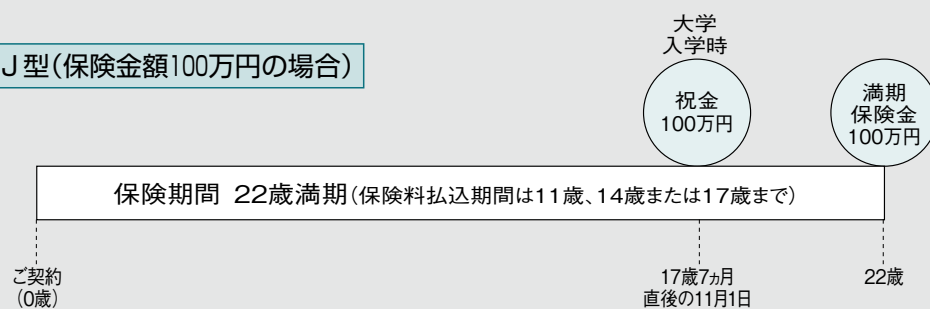 J型(保険金額100万円の場合)
大学
入学時
祝金
100万円
満期
保険金
100万円
保険期間 22歳満期(保険料払込期間は11歳、14歳または17歳まで)
ご契約
(0歳)
17歳7ヵ月
直後の11月1日
22歳